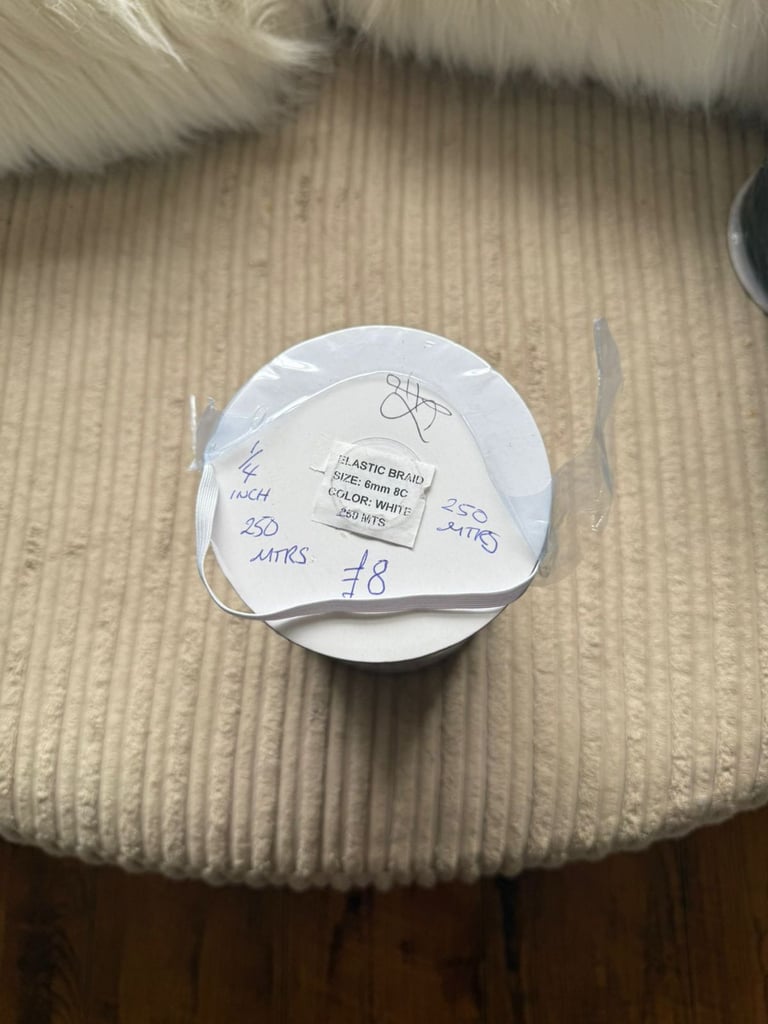 1/4
INCH
250
MTRS
ELASTIC BRAID
SIZE: 6mm 8C
COLOR: WHITE
250 MTS
250
MTRS
£8